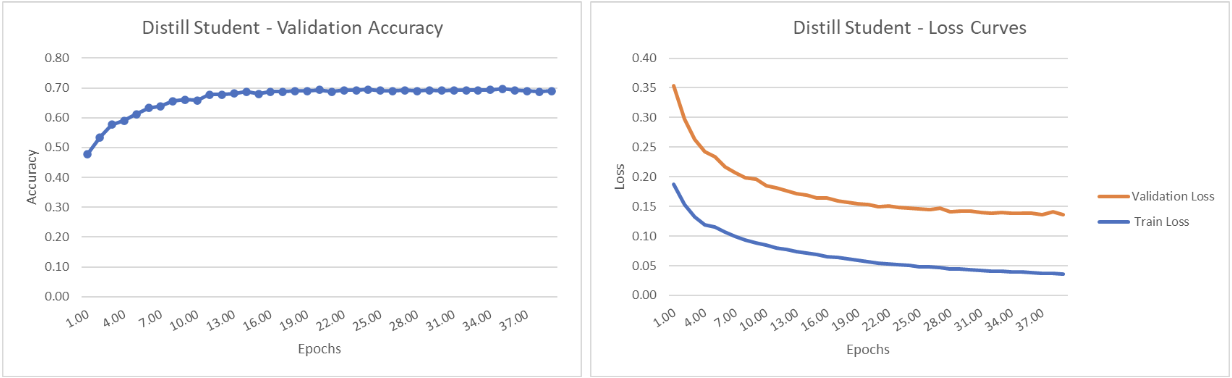 Distill Student - Validation Accuracy
0.80
0.70
0.60
0.50
0.40
0.30
0.20
0.10
0.00
Accuracy
1.00 4.00 7.00 10.00 13.00 16.00 19.00 22.00 25.00 28.00 31.00 34.00 37.00
Epochs
Distill Student - Loss Curves
0.40
0.35
0.30
0.25
0.20
0.15
0.10
0.05
0.00
Loss
1.00 4.00 7.00 10.00 13.00 16.00 19.00 22.00 25.00 28.00 31.00 34.00 37.00
Epochs
Validation Loss
Train Loss